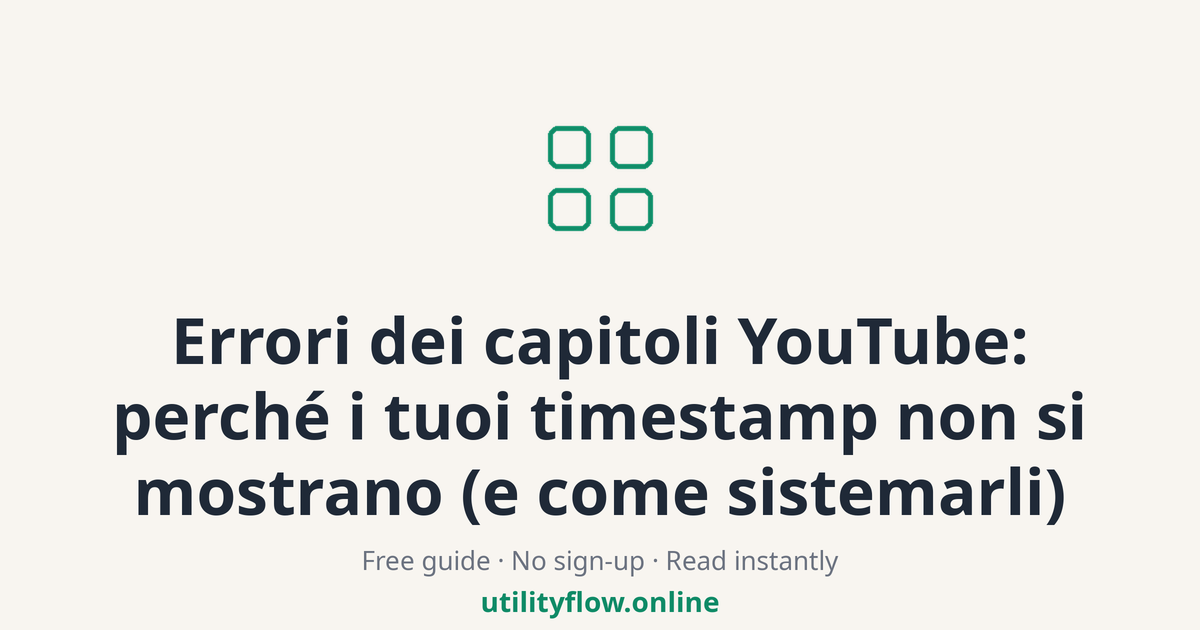 Errori dei capitoli YouTube:
perché i tuoi timestamp non si
mostrano (e come sistemarli)
Free guide · No sign-up · Read instantly
utilityflow.online